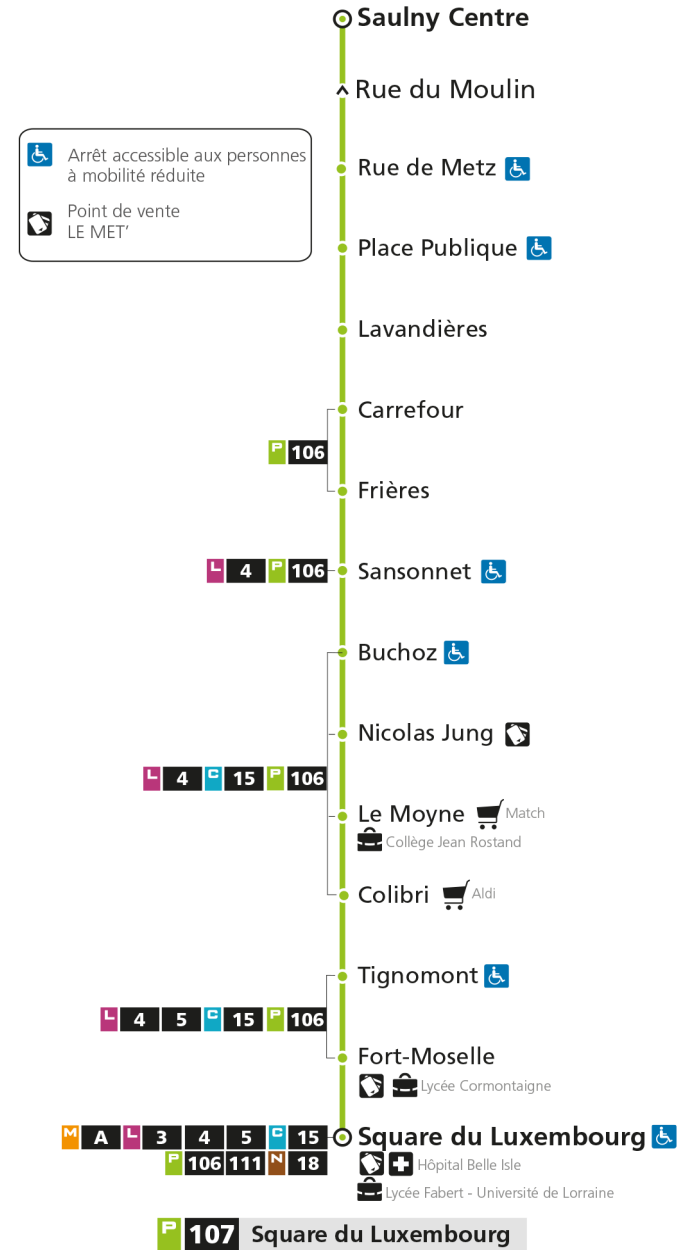 Saulny Centre
Rue du Moulin
Arrêt accessible aux personnes
à mobilité réduite
Point de vente
LE MET'
Rue de Metz
Place Publique
Lavandières
Carrefour
P 106
Frières
L 4 P 106 Sansonnet
Buchoz
Nicolas Jung
L 4 C 15 P 106
Le Moyne Match
Collège Jean Rostand
Colibri Aldi
Tignomont
L 4 5 C 15 P 106
Fort-Moselle
Lycée Cormontaigne
M A L 3 4 5 C 15 Square du Luxembourg
P 106 111 N 18 Hôpital Belle Isle
Lycée Fabert - Université de Lorraine
P 107 Square du Luxembourg